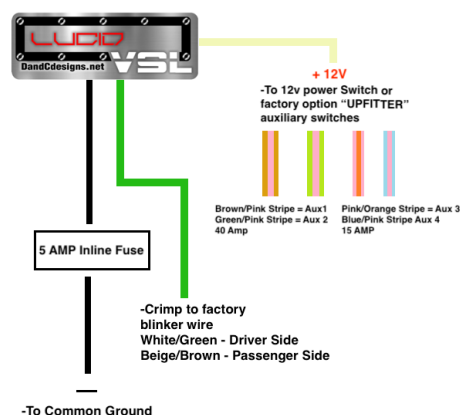 LUCID
DandCdesigns.net
VSL
+ 12V
-To 12v power Switch or
factory option “UPFITTER”
auxiliary switches
Brown/Pink Stripe = Aux1
Green/Pink Stripe = Aux 2
40 Amp
Pink/Orange Stripe = Aux 3
Blue/Pink Stripe Aux 4
15 AMP
5 AMP Inline Fuse
-Crimp to factory
blinker wire
White/Green - Driver Side
Beige/Brown - Passenger Side
-To Common Ground